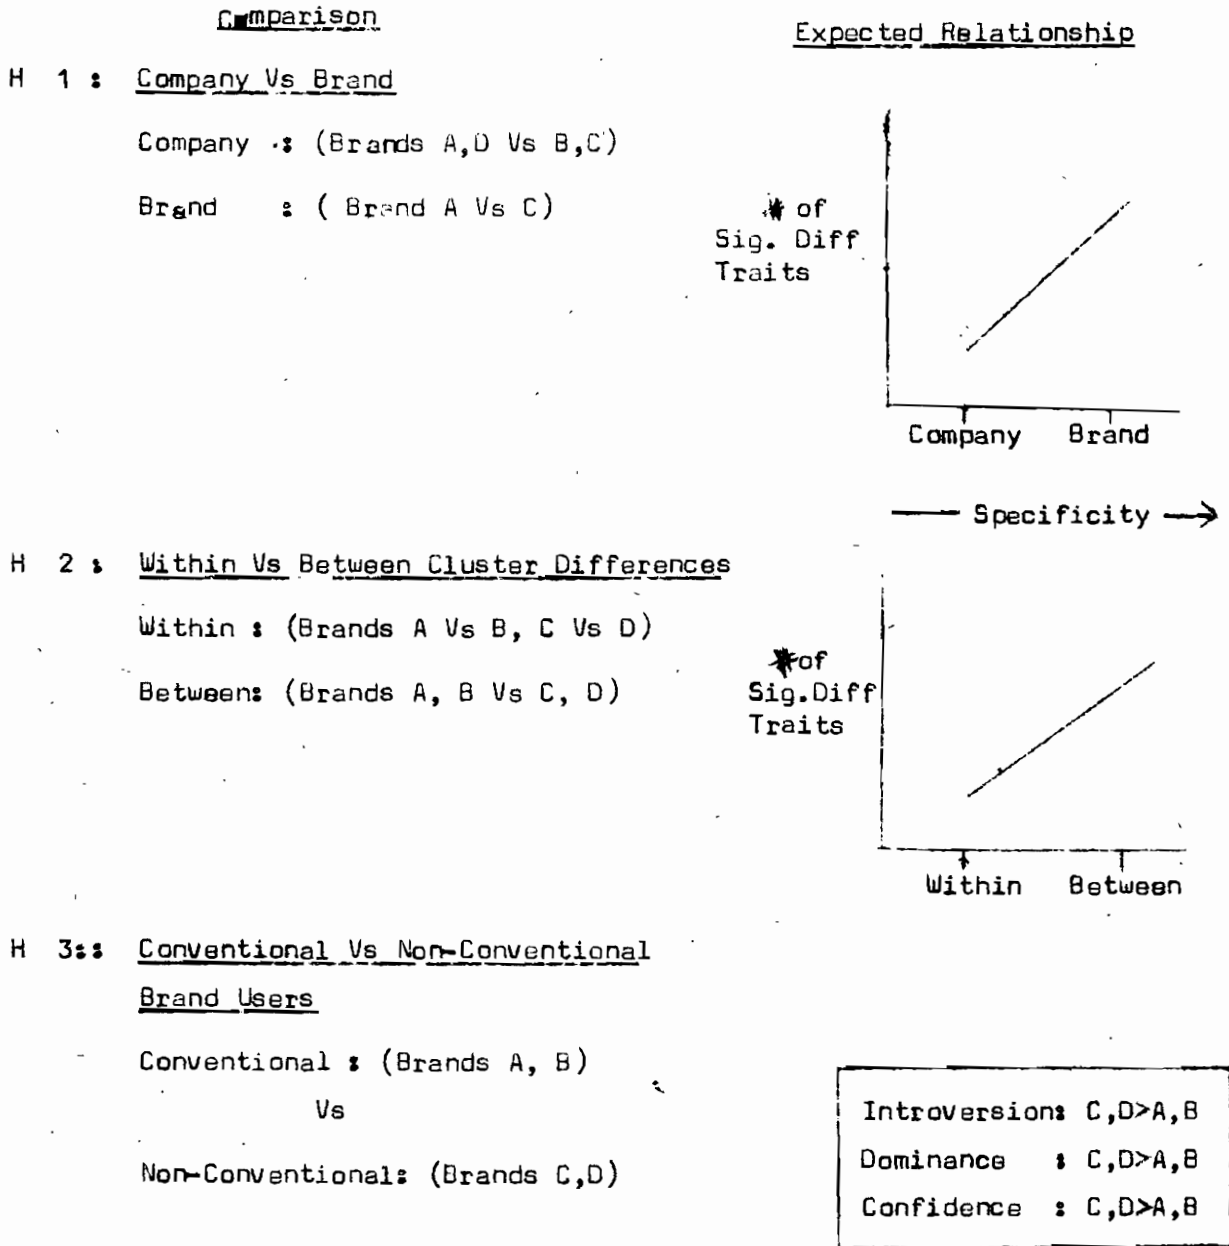 Comparison
Expected Relationship
H 1 : Company Vs Brand
Company : (Brands A,D Vs B,C)
Brand : ( Brand A Vs C)
# of
Sig. Diff
Traits
Company Brand
Specificity
H 2 : Within Vs Between Cluster Differences
Within : (Brands A Vs B, C Vs D)
Between: (Brands A, B Vs C, D)
# of
Sig.Diff
Traits
Within Between
H 3:: Conventional Vs Non-Conventional
Brand Users
Conventional : (Brands A, B)
Vs
Non-Conventional: (Brands C,D)
Introversion: C,D>A,B
Dominance : C,D>A,B
Confidence : C,D>A,B